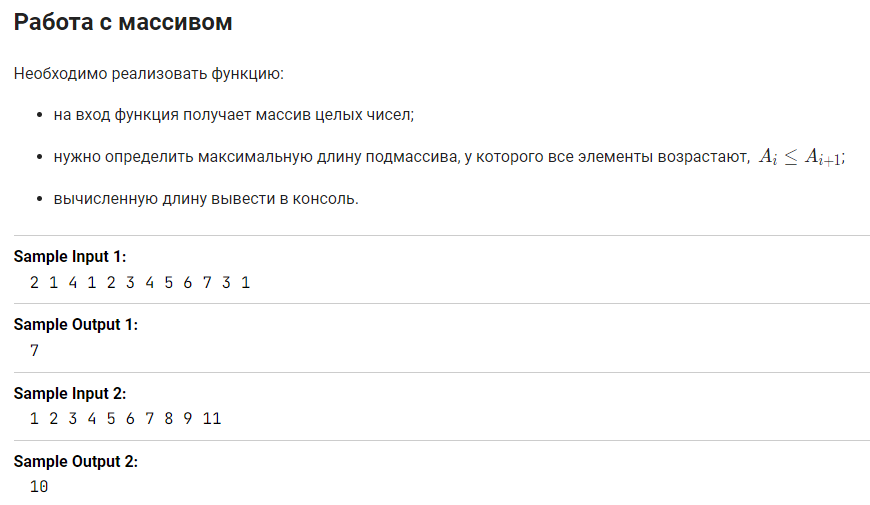 Работа с массивом
Необходимо реализовать функцию:
• на вход функция получает массив целых чисел;
• нужно определить максимальную длину подмассива, у которого все элементы возрастают, A_i ≤ A_{i+1};
• вычисленную длину вывести в консоль.
Sample Input 1:
2 1 4 1 2 3 4 5 6 7 3 1
Sample Output 1:
7
Sample Input 2:
1 2 3 4 5 6 7 8 9 11
Sample Output 2:
10